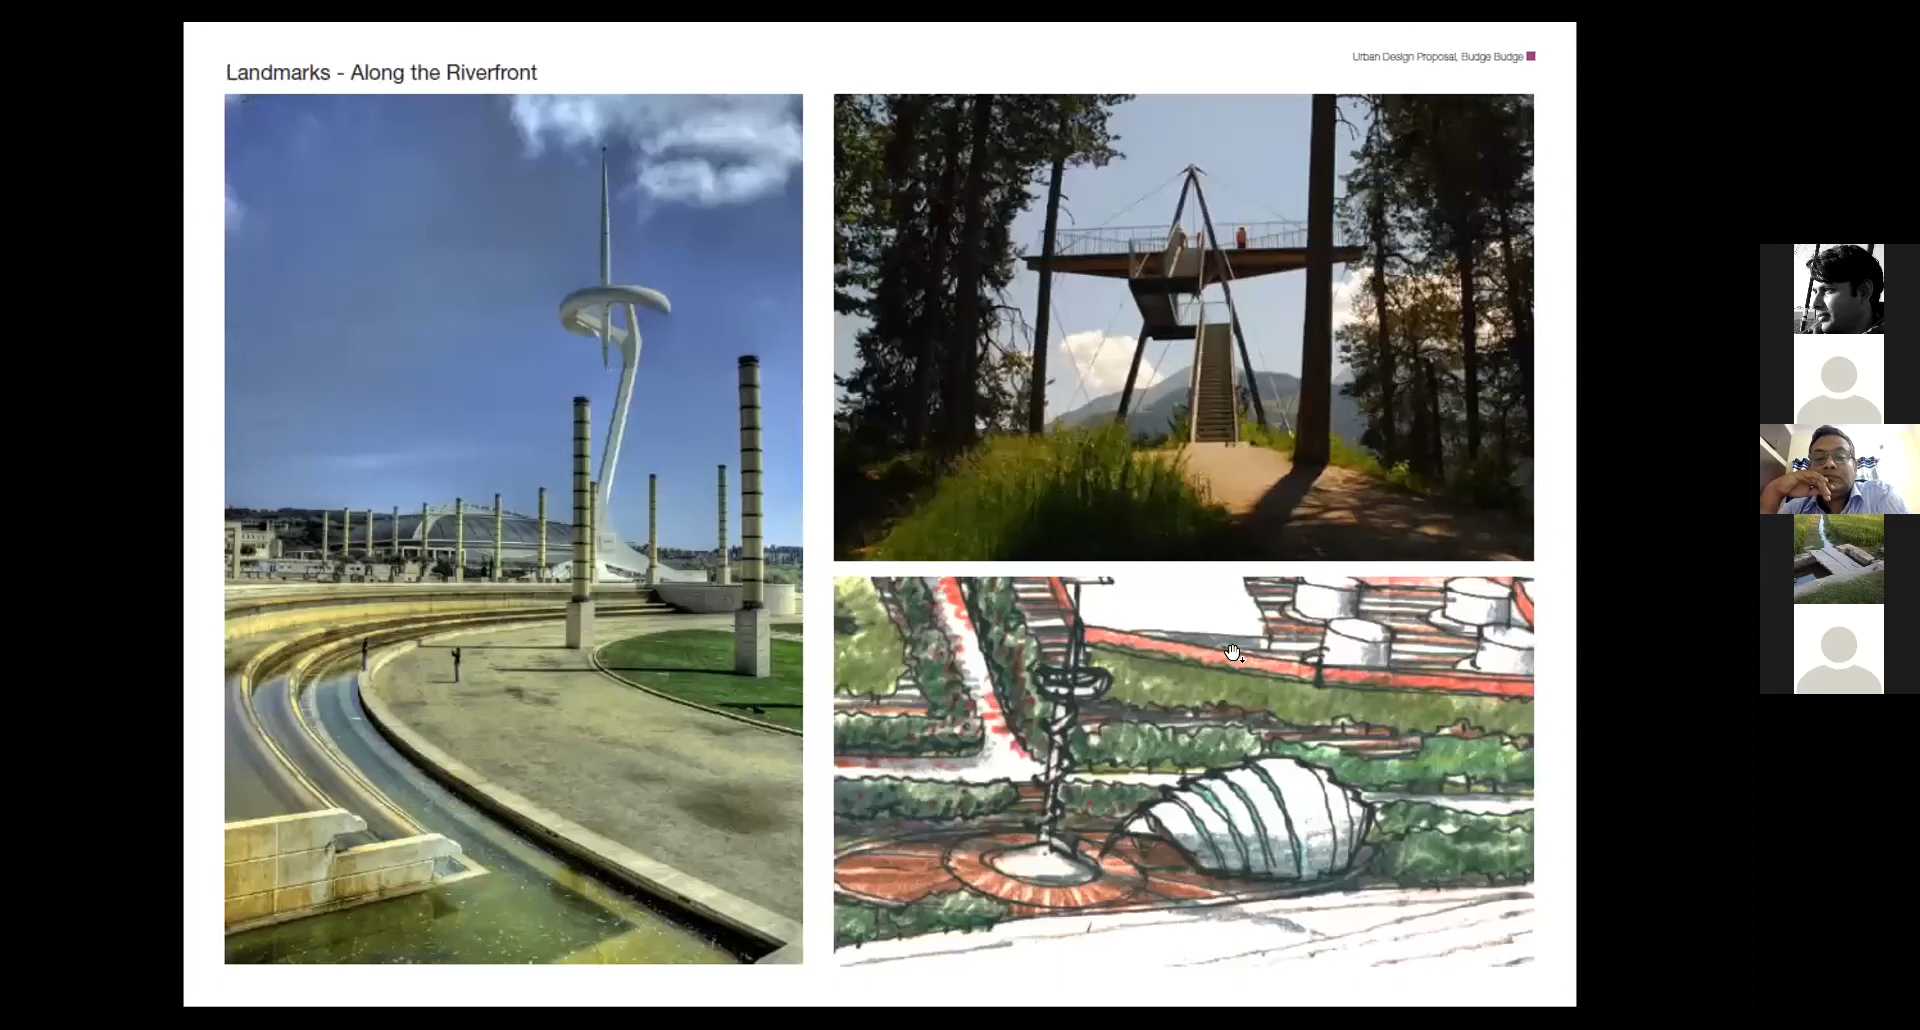 Urban Design Proposal, Budge Budge
Landmarks - Along the Riverfront